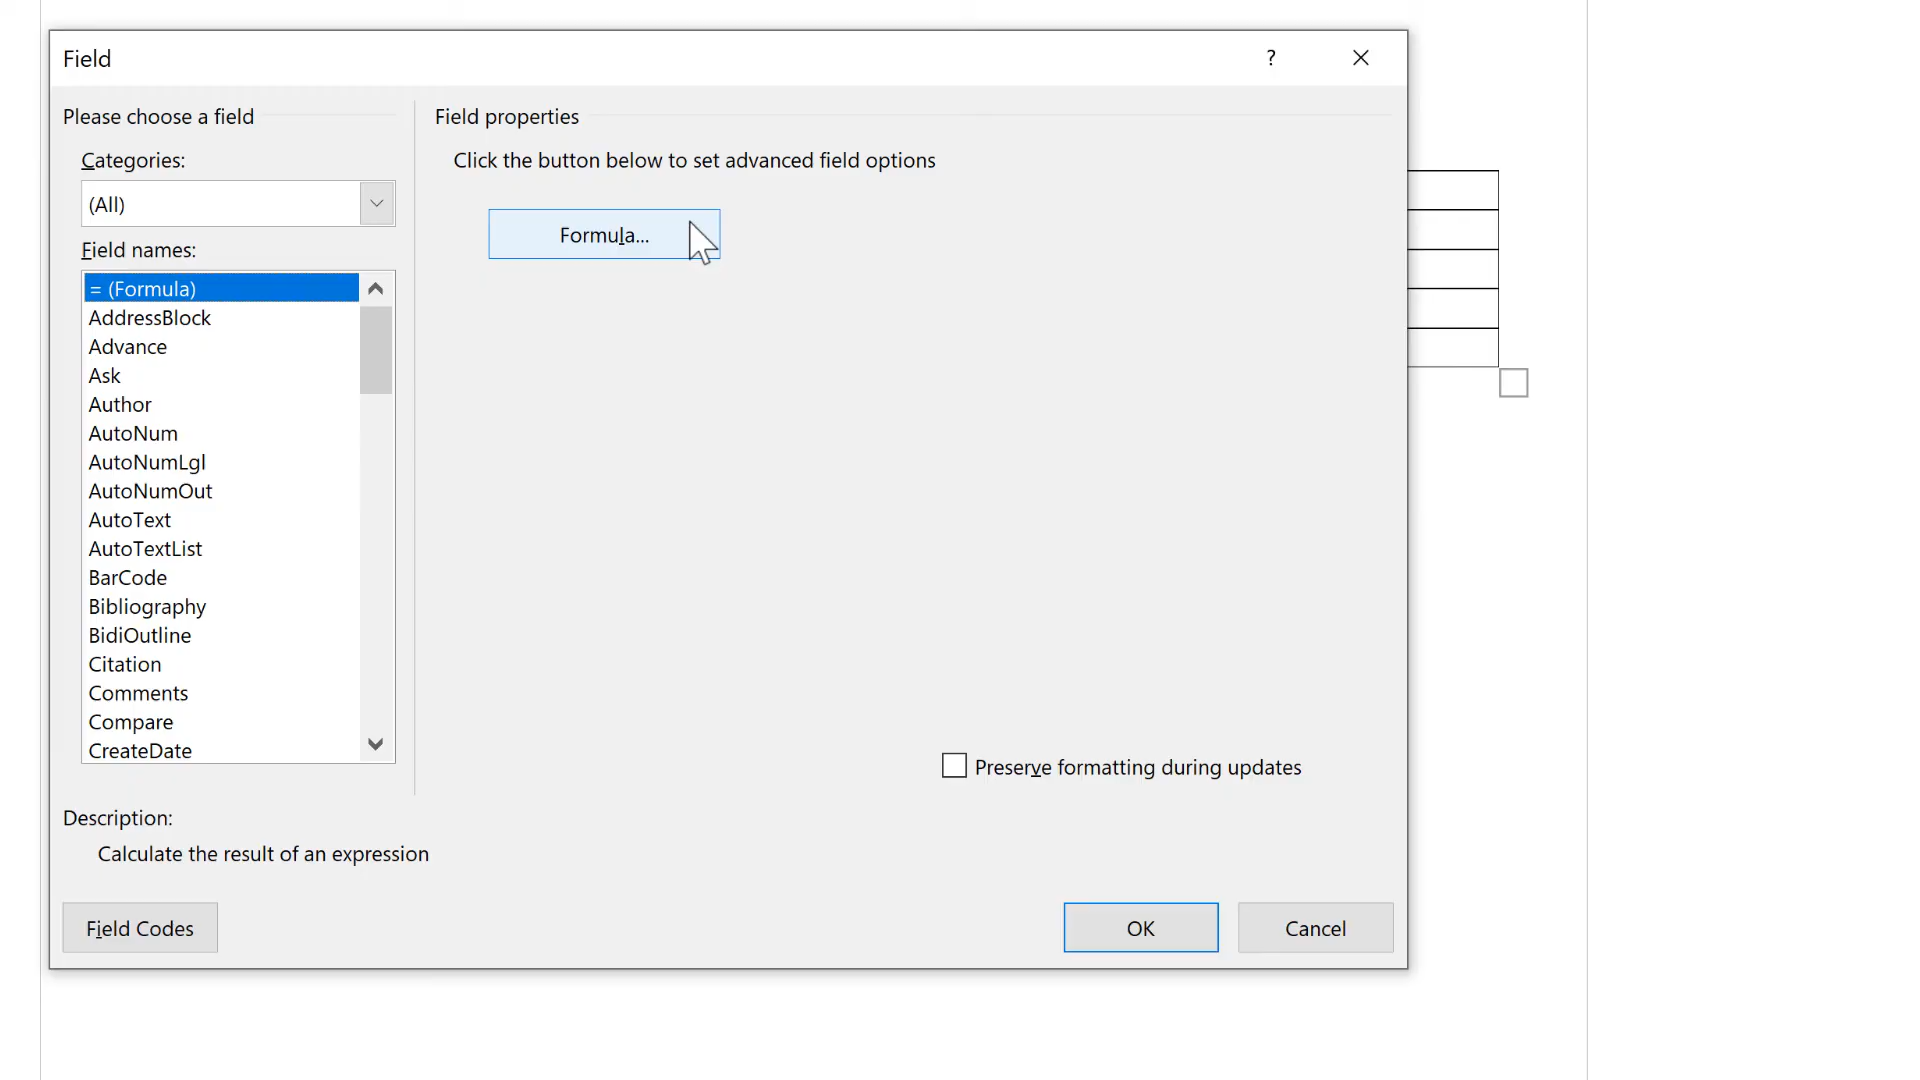 Field
?
Please choose a field
Categories:
(All)
Field names:
= (Formula)
AddressBlock
Advance
Ask
Author
AutoNum
AutoNumLgl
AutoNumOut
AutoText
AutoTextList
BarCode
Bibliography
BidiOutline
Citation
Comments
Compare
CreateDate
Field properties
Click the button below to set advanced field options
Formula...
Preserve formatting during updates
Description:
Calculate the result of an expression
Field Codes
OK
Cancel